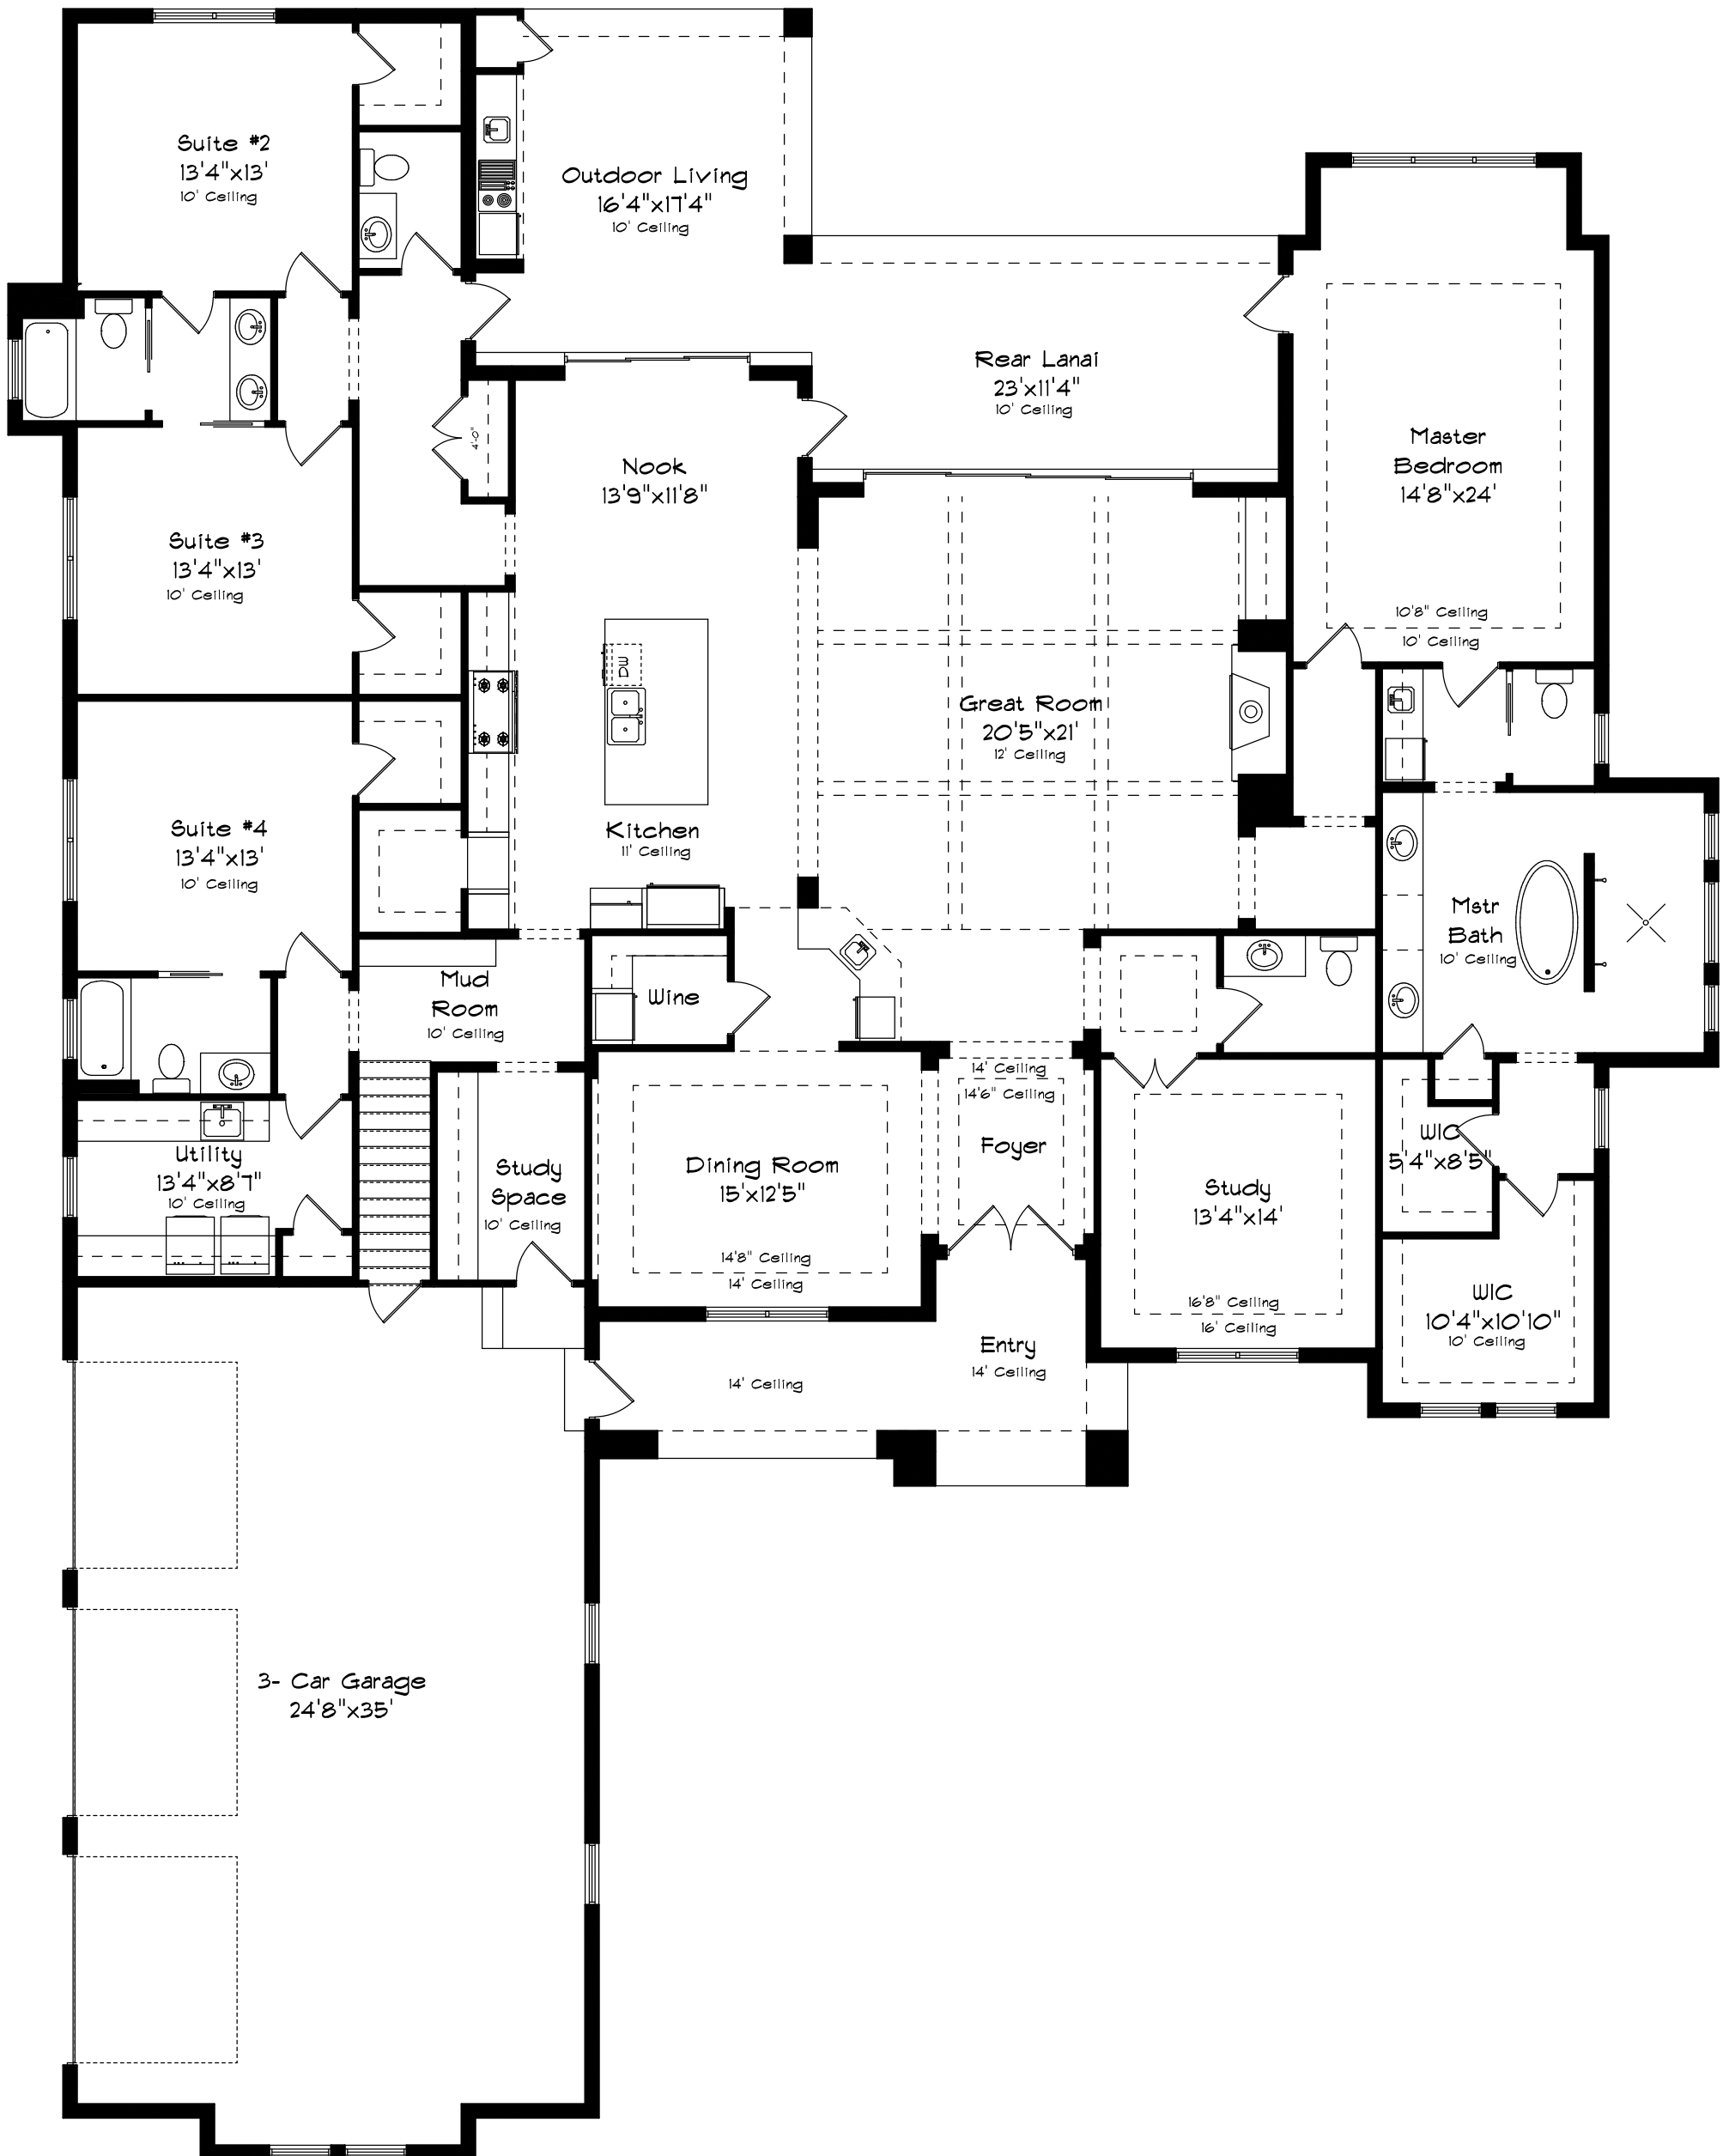 Suite #2
13'4"x13'
10' Ceiling
Outdoor Living
16'4"x17'4"
10' Ceiling
Rear Lanai
23'x11'4"
10' Ceiling
Master
Bedroom
14'8"x24'
10'8" Ceiling
10' Ceiling
4'-0"
Nook
13'9"x11'8"
Suite #3
13'4"x13'
10' Ceiling
DW
Great Room
20'5"x21'
12' Ceiling
Kitchen
11' Ceiling
Suite #4
13'4"x13'
10' Ceiling
Mstr
Bath
10' Ceiling
Mud
Room
10' Ceiling
Wine
14' Ceiling
14'6" Ceiling
Foyer
Utility
13'4"x8'7"
10' Ceiling
Study
Space
10' Ceiling
Dining Room
15'x12'5"
14'8" Ceiling
14' Ceiling
Study
13'4"x14'
16'8" Ceiling
16' Ceiling
WIC
5'4"x8'5"
WIC
10'4"x10'10"
10' Ceiling
Entry
14' Ceiling
14' Ceiling
3- Car Garage
24'8"x35'